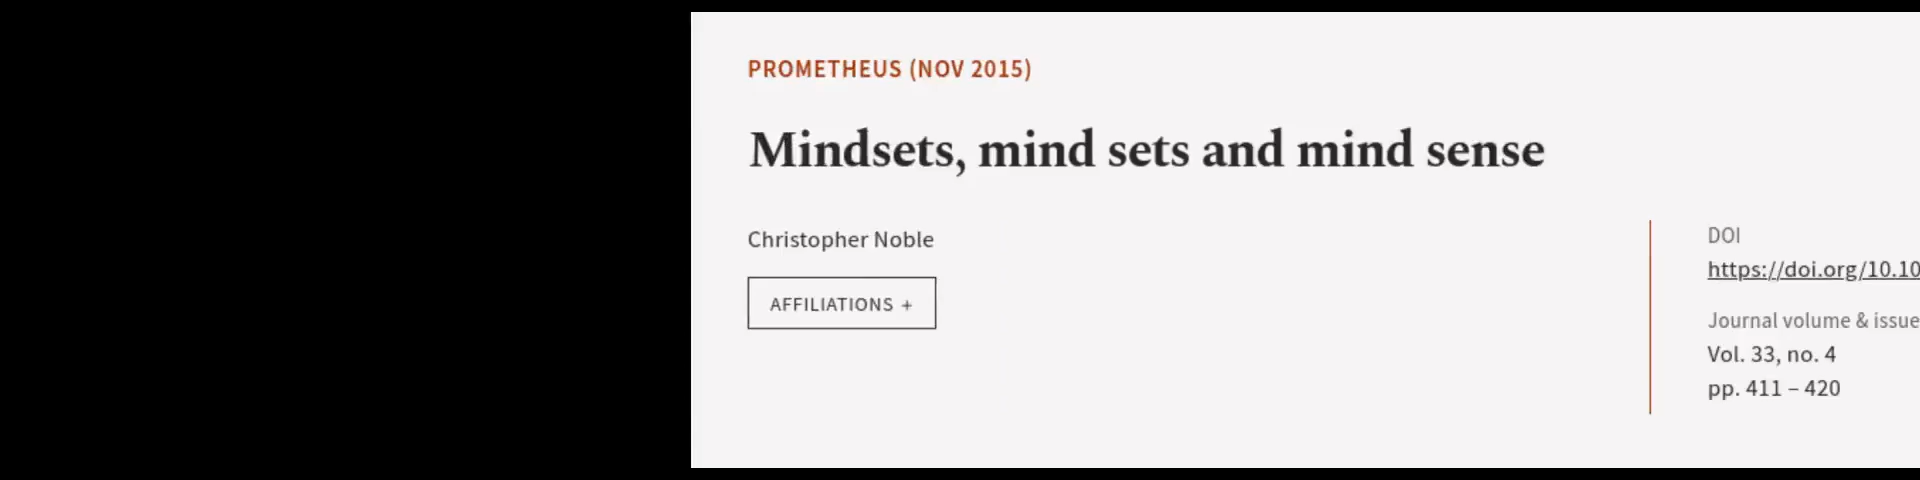 PROMETHEUS (NOV 2015)
Mindsets, mind sets and mind sense
Christopher Noble
AFFILIATIONS +
DOI
https://doi.org/10.10
Journal volume & issue
Vol. 33, no. 4
pp. 411 – 420